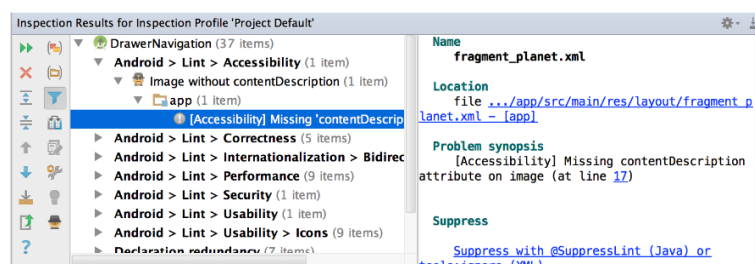 Inspection Results for Inspection Profile 'Project Default'
DrawerNavigation (37 items)
Android > Lint > Accessibility (1 item)
Image without contentDescription (1 item)
app (1 item)
[Accessibility] Missing 'contentDescrip
Android > Lint > Correctness (5 items)
Android > Lint > Internationalization > Bidirec
Android > Lint > Performance (9 items)
Android > Lint > Security (1 item)
Android > Lint > Usability (1 item)
Android > Lint > Usability > Icons (9 items)
Declaration redundancy (7 items)
?
Name
fragment_planet.xml
Location
file .../app/src/main/res/layout/fragment_p
lanet.xml – [app]
Problem synopsis
[Accessibility] Missing contentDescription
attribute on image (at line 17)
Suppress
Suppress with @SuppressLint (Java) or
tools:ignore (XML)